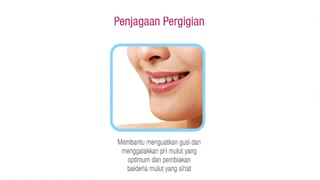 Penjagaan Pergigian
Membantu menguatkan gusi dan
menggalakkan pH mulut yang
optimum dan pembiakan
bakteria mulut yang sihat